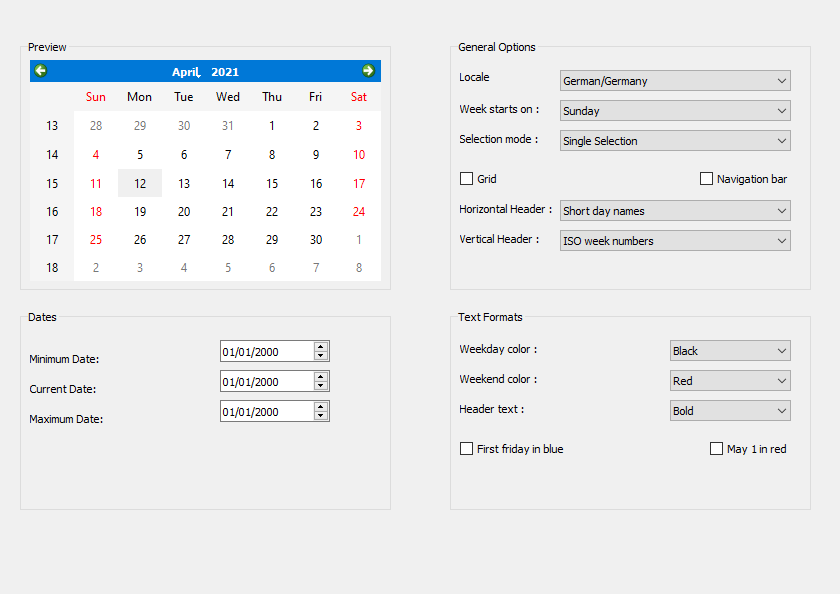 Preview
April, 2021
Sun Mon Tue Wed Thu Fri Sat
13 28 29 30 31 1 2 3
14 4 5 6 7 8 9 10
15 11 12 13 14 15 16 17
16 18 19 20 21 22 23 24
17 25 26 27 28 29 30 1
18 2 3 4 5 6 7 8
General Options
Locale German/Germany
Week starts on : Sunday
Selection mode : Single Selection
Grid Navigation bar
Horizontal Header : Short day names
Vertical Header : ISO week numbers
Dates
Minimum Date: 01/01/2000
Current Date: 01/01/2000
Maximum Date: 01/01/2000
Text Formats
Weekday color : Black
Weekend color : Red
Header text : Bold
First friday in blue May 1 in red